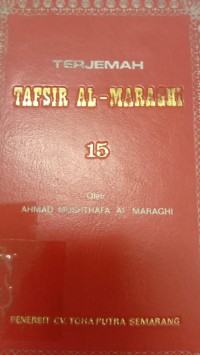 TERJEMAH
TAFSIR AL-MARAGHI
15
Oleh
AHMAD MUSHTHAFA AL MARAGHI
PENERBIT CV. TOHA PUTRA SEMARANG